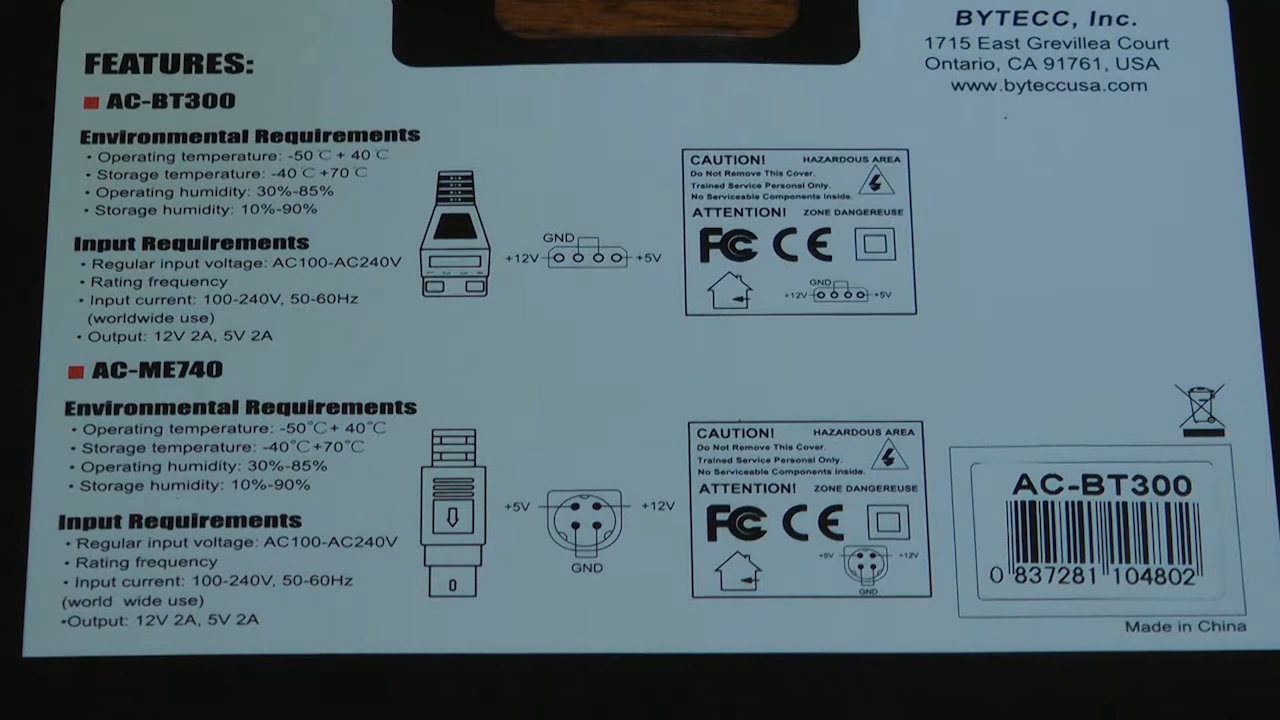 FEATURES:
AC-BT300
Environmental Requirements
• Operating temperature: -50℃ + 40℃
• Storage temperature: -40℃ +70℃
• Operating humidity: 30%-85%
• Storage humidity: 10%-90%
Input Requirements
• Regular input voltage: AC100-AC240V
• Rating frequency
• Input current: 100-240V, 50-60Hz
(worldwide use)
• Output: 12V 2A, 5V 2A
GND
+12V
+5V
CAUTION! HAZARDOUS AREA
Do Not Remove This Cover.
Trained Service Personal Only.
No Serviceable Components Inside.
ATTENTION! ZONE DANGEREUSE
FC CE
GND
+12V +5V
BYTECC, Inc.
1715 East Grevillea Court
Ontario, CA 91761, USA
www.byteccusa.com
AC-ME740
Environmental Requirements
• Operating temperature: -50℃+ 40℃
• Storage temperature: -40℃+70℃
• Operating humidity: 30%-85%
• Storage humidity: 10%-90%
Input Requirements
• Regular input voltage: AC100-AC240V
• Rating frequency
• Input current: 100-240V, 50-60Hz
(world wide use)
•Output: 12V 2A, 5V 2A
0
+5V +12V
GND
CAUTION! HAZARDOUS AREA
Do Not Remove This Cover.
Trained Service Personal Only.
No Serviceable Components Inside.
ATTENTION! ZONE DANGEREUSE
FC CE
+5V +12V
GND
AC-BT300
0 837281 104802
Made in China